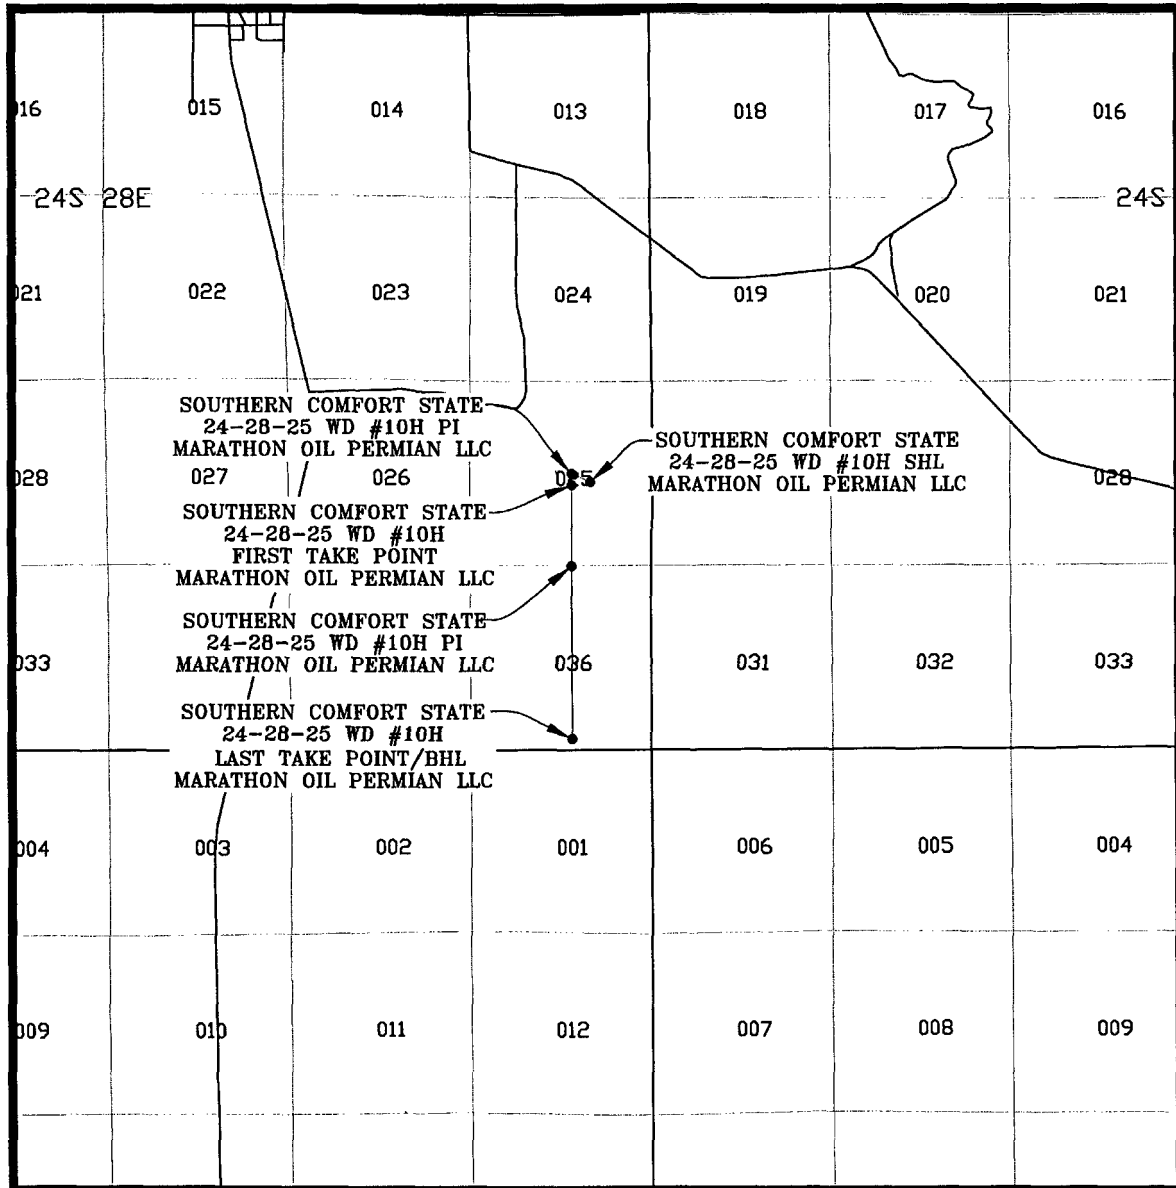 016
015
014
013
018
017
016
24S 28E
24S
021
022
023
024
019
020
021
SOUTHERN COMFORT STATE
24-28-25 WD #10H PI
MARATHON OIL PERMIAN LLC
SOUTHERN COMFORT STATE
24-28-25 WD #10H SHL
MARATHON OIL PERMIAN LLC
028
027
026
025
028
SOUTHERN COMFORT STATE
24-28-25 WD #10H
FIRST TAKE POINT
MARATHON OIL PERMIAN LLC
SOUTHERN COMFORT STATE
24-28-25 WD #10H PI
MARATHON OIL PERMIAN LLC
033
036
031
032
033
SOUTHERN COMFORT STATE
24-28-25 WD #10H
LAST TAKE POINT/BHL
MARATHON OIL PERMIAN LLC
004
003
002
001
006
005
004
009
010
011
012
007
008
009